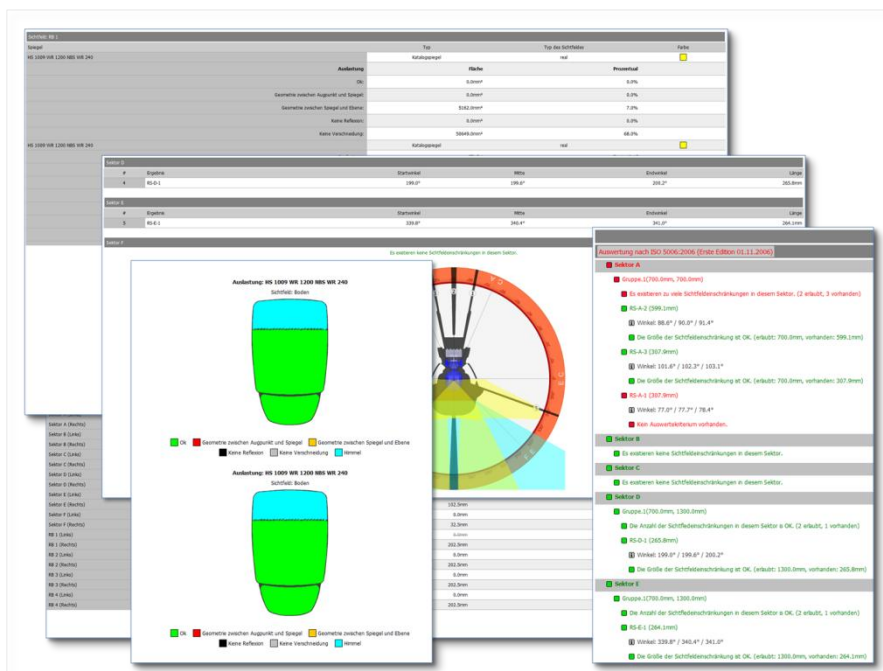 Sichtfeld: RB 1
Spiegel Typ Typ des Sichtfeldes Farbe
HS 1009 WR 1200 NBS WR 240 Katalogspiegel real
Auslastung Fläche Prozentual
Ok: 0.0mm² 0.0%
Geometrie zwischen Augpunkt und Spiegel: 0.0mm² 0.0%
Geometrie zwischen Spiegel und Ebene: 5162.0mm² 7.0%
Keine Reflexion: 0.0mm² 0.0%
Keine Verschneidung: 50649.0mm² 68.0%
HS 1009 WR 1200 NBS WR 240 Katalogspiegel real
Sektor D
# Ergebnis Startwinkel Mitte Endwinkel Länge
4 RS-D-1 199.0° 199.6° 200.2° 265.8mm
Sektor E
# Ergebnis Startwinkel Mitte Endwinkel Länge
5 RS-E-1 339.8° 340.4° 341.0° 264.1mm
Sektor F
Es existieren keine Sichtfeldeinschränkungen in diesem Sektor.
Auslastung: HS 1009 WR 1200 NBS WR 240
Sichtfeld: Boden
Ok Geometrie zwischen Augpunkt und Spiegel Geometrie zwischen Spiegel und Ebene
Keine Reflexion Keine Verschneidung Himmel
Auslastung: HS 1009 WR 1200 NBS WR 240
Sichtfeld: Boden
Ok Geometrie zwischen Augpunkt und Spiegel Geometrie zwischen Spiegel und Ebene
Keine Reflexion Keine Verschneidung Himmel
Sektor A (Rechts)
Sektor B (Links)
Sektor B (Rechts)
Sektor C (Links)
Sektor C (Rechts)
Sektor D (Links)
Sektor D (Rechts)
Sektor E (Links)
Sektor E (Rechts) 102.5mm
Sektor F (Links) 0.0mm
Sektor F (Rechts) 32.5mm
RB 1 (Links) 0.0mm
RB 1 (Rechts) 202.5mm
RB 2 (Links) 0.0mm
RB 2 (Rechts) 202.5mm
RB 3 (Links) 0.0mm
RB 3 (Rechts) 202.5mm
RB 4 (Links) 0.0mm
RB 4 (Rechts) 202.5mm
Auswertung nach ISO 5006:2006 (Erste Edition 01.11.2006)
Sektor A
Gruppe.1(700.0mm, 700.0mm)
Es existieren zu viele Sichtfeldeinschränkungen in diesem Sektor. (2 erlaubt, 3 vorhanden)
RS-A-2 (599.1mm)
Winkel: 88.6° / 90.0° / 91.4°
Die Größe der Sichtfeldeinschränkung ist OK. (erlaubt: 700.0mm, vorhanden: 599.1mm)
RS-A-3 (307.9mm)
Winkel: 101.6° / 102.3° / 103.1°
Die Größe der Sichtfeldeinschränkung ist OK. (erlaubt: 700.0mm, vorhanden: 307.9mm)
RS-A-1 (307.9mm)
Winkel: 77.0° / 77.7° / 78.4°
Kein Auswertekriterium vorhanden.
Sektor B
Es existieren keine Sichtfeldeinschränkungen in diesem Sektor.
Sektor C
Es existieren keine Sichtfeldeinschränkungen in diesem Sektor.
Sektor D
Gruppe.1(700.0mm, 1300.0mm)
Die Anzahl der Sichtfeldeinschränkungen in diesem Sektor is OK. (2 erlaubt, 1 vorhanden)
RS-D-1 (265.8mm)
Winkel: 199.0° / 199.6° / 200.2°
Die Größe der Sichtfeldeinschränkung ist OK. (erlaubt: 1300.0mm, vorhanden: 265.8mm)
Sektor E
Gruppe.1(700.0mm, 1300.0mm)
Die Anzahl der Sichtfeldeinschränkungen in diesem Sektor is OK. (2 erlaubt, 1 vorhanden)
RS-E-1 (264.1mm)
Winkel: 339.8° / 340.4° / 341.0°
Die Größe der Sichtfeldeinschränkung ist OK. (erlaubt: 1300.0mm, vorhanden: 264.1mm)